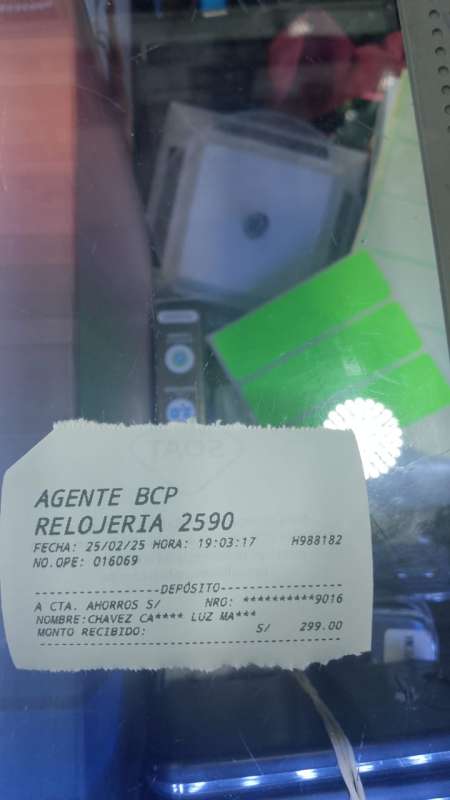 AGENTE BCP
RELOJERIA 2590
FECHA: 25/02/25 HORA: 19:03:17 H988182
NO.OPE: 016069
-----------------DEPÓSITO-----------------
A CTA. AHORROS S/ NRO: **********9016
NOMBRE:CHAVEZ CA**** LUZ MA***
MONTO RECIBIDO: S/ 299.00
------------------------------------------